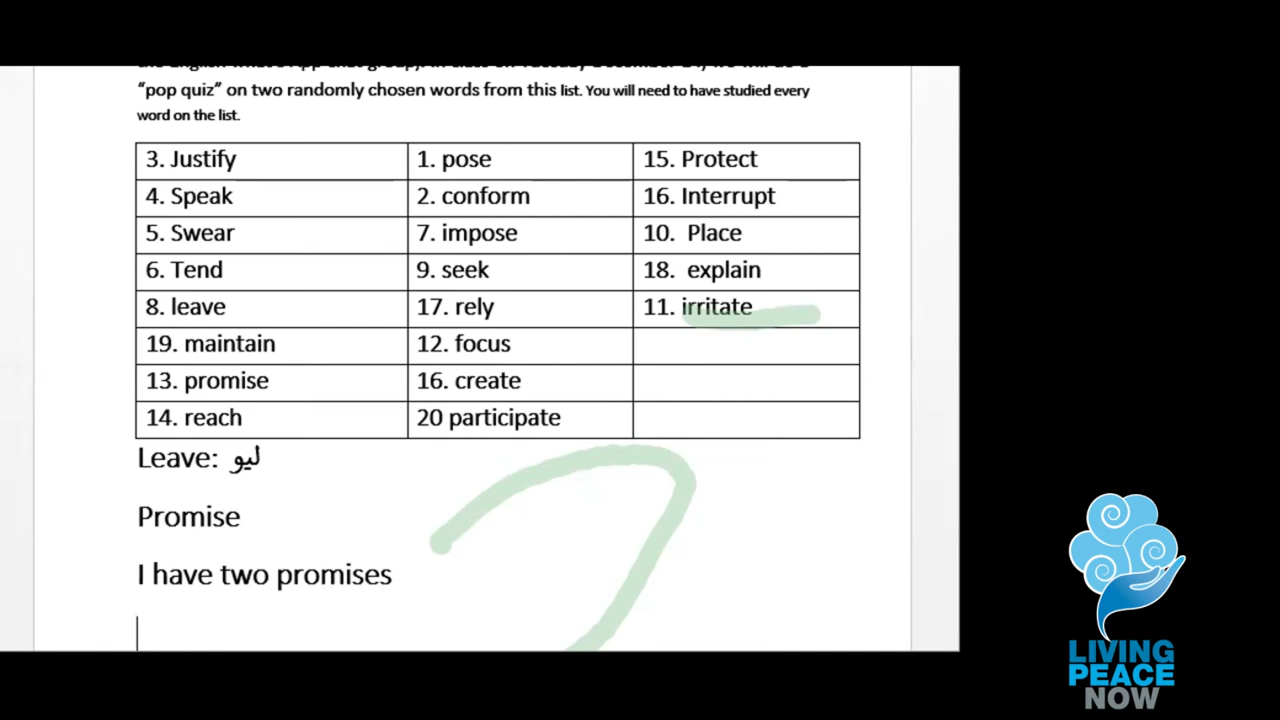 "pop quiz" on two randomly chosen words from this list. You will need to have studied every
word on the list.
3. Justify 1. pose 15. Protect
4. Speak 2. conform 16. Interrupt
5. Swear 7. impose 10. Place
6. Tend 9. seek 18. explain
8. leave 17. rely 11. irritate
19. maintain 12. focus
13. promise 16. create
14. reach 20 participate
Leave: ليو
Promise
I have two promises
LIVING
PEACE
NOW